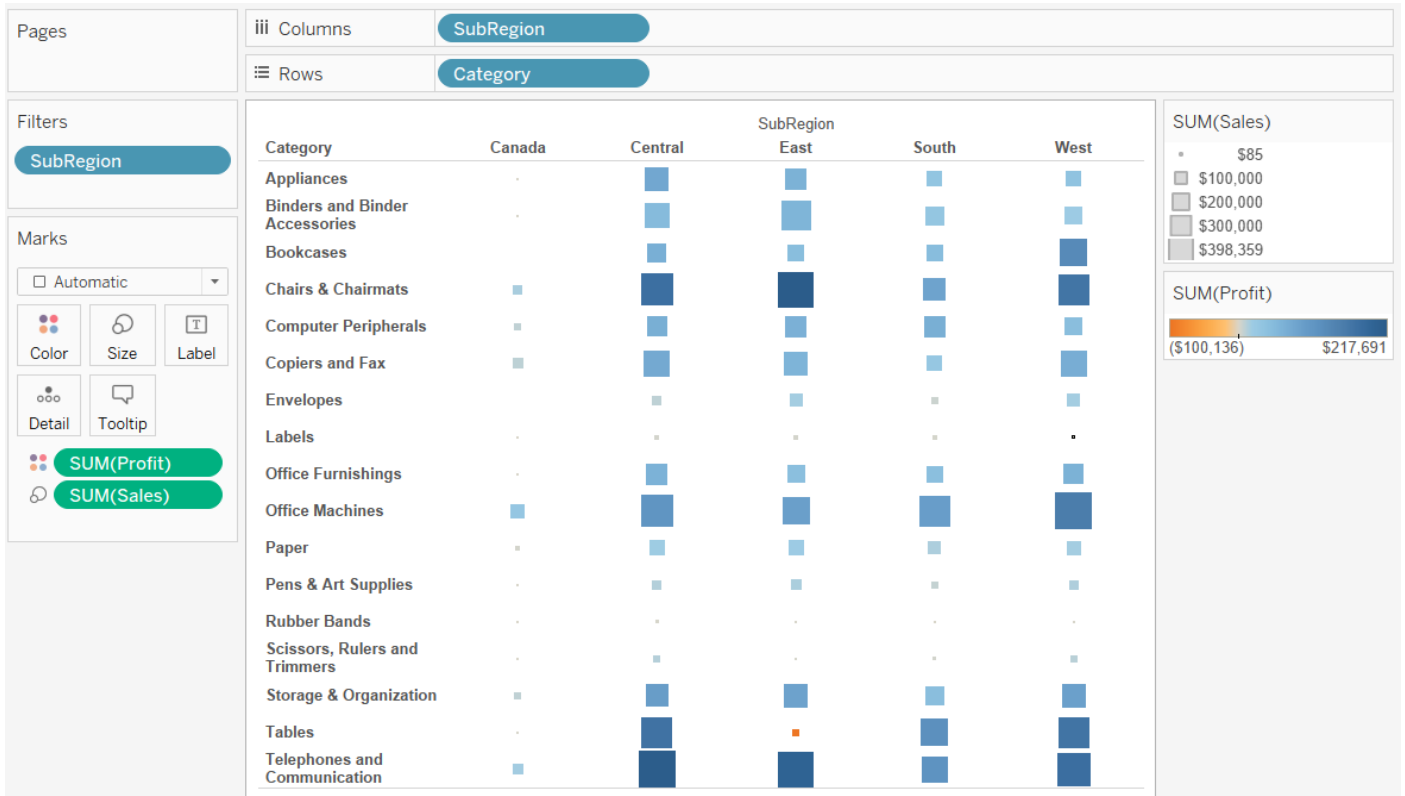 Pages
Columns
SubRegion
Rows
Category
Filters
SubRegion
Marks
Automatic
Color
Size
Label
Detail
Tooltip
SUM(Profit)
SUM(Sales)
SubRegion
Category Canada Central East South West
Appliances
Binders and Binder
Accessories
Bookcases
Chairs & Chairmats
Computer Peripherals
Copiers and Fax
Envelopes
Labels
Office Furnishings
Office Machines
Paper
Pens & Art Supplies
Rubber Bands
Scissors, Rulers and
Trimmers
Storage & Organization
Tables
Telephones and
Communication
SUM(Sales)
$85
$100,000
$200,000
$300,000
$398,359
SUM(Profit)
($100,136) $217,691